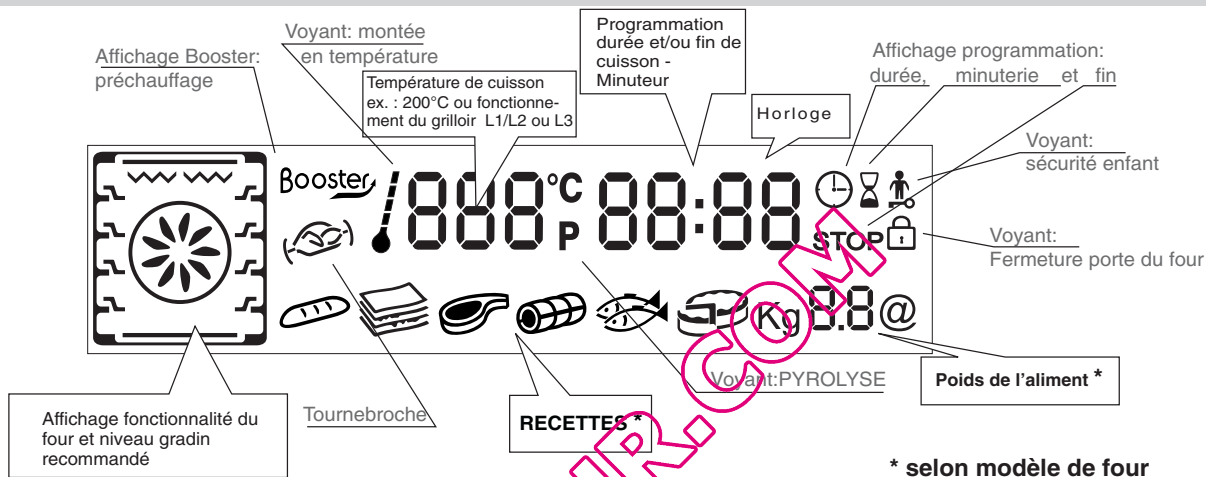 Affichage Booster:
préchauffage
Voyant: montée
en température
Température de cuisson
ex. : 200°C ou fonctionne-
ment du grilloir L1/L2 ou L3
Programmation
durée et/ou fin de
cuisson -
Minuteur
Horloge
Affichage programmation:
durée, minuterie et fin
Voyant:
sécurité enfant
Booster
888°C 88:88
P
STOP
Voyant:
Fermeture porte du four
Kg 8.8 @
Affichage fonctionnalité du
four et niveau gradin
recommandé
Tournebroche
RECETTES *
Voyant:PYROLYSE
Poids de l’aliment *
* selon modèle de four
R.COM